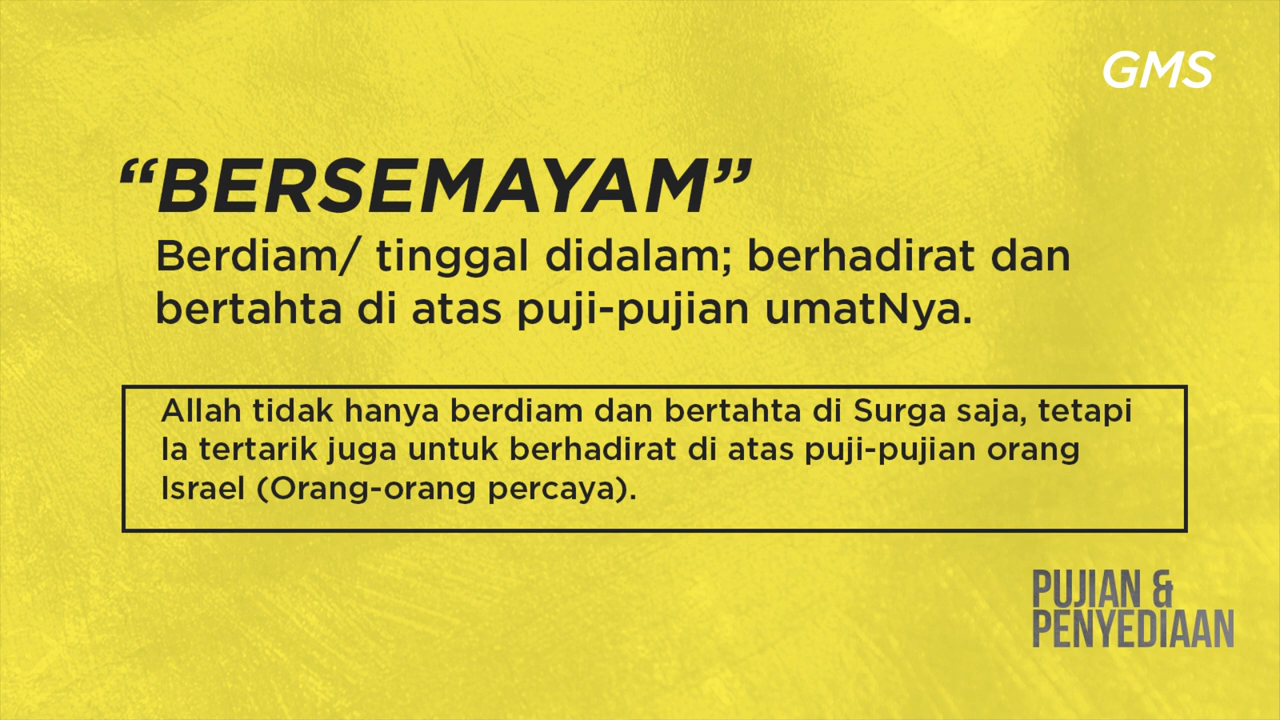 GMS
“BERSEMAYAM”
Berdiam/ tinggal didalam; berhadirat dan
bertahta di atas puji-pujian umatNya.
Allah tidak hanya berdiam dan bertahta di Surga saja, tetapi
Ia tertarik juga untuk berhadirat di atas puji-pujian orang
Israel (Orang-orang percaya).
PUJIAN &
PENYEDIAAN